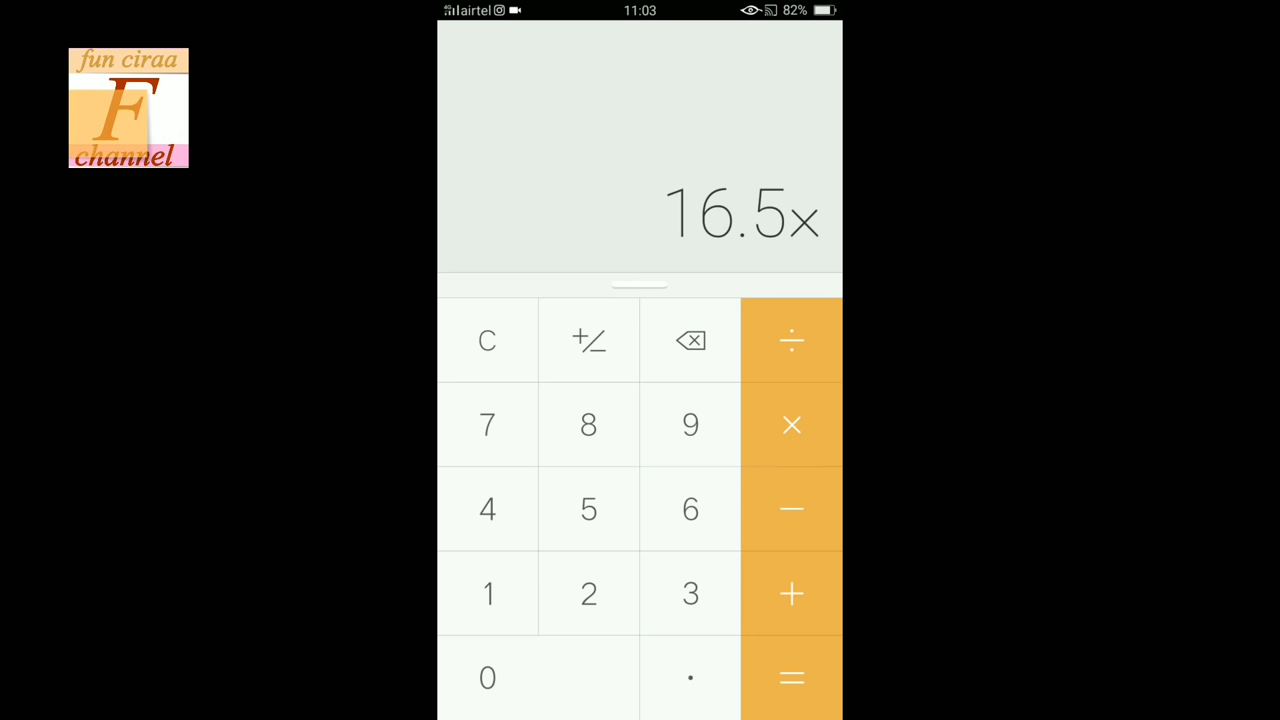 4G airtel 11:03 82%
fun ciraa
F
channel
16.5×
C +/− ÷
7 8 9 ×
4 5 6 −
1 2 3 +
0 . =